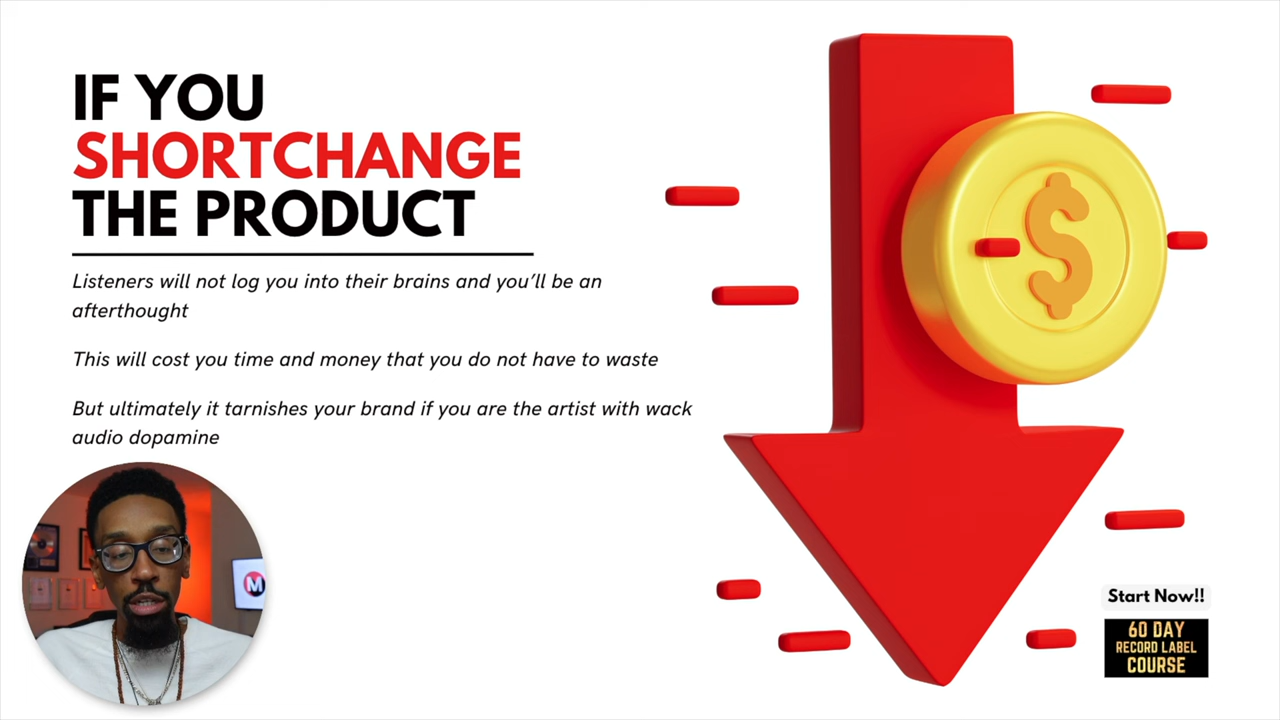 IF YOU
SHORTCHANGE
THE PRODUCT
Listeners will not log you into their brains and you'll be an
afterthought
This will cost you time and money that you do not have to waste
But ultimately it tarnishes your brand if you are the artist with wack
audio dopamine
$
M
Start Now!!
60 DAY
RECORD LABEL
COURSE